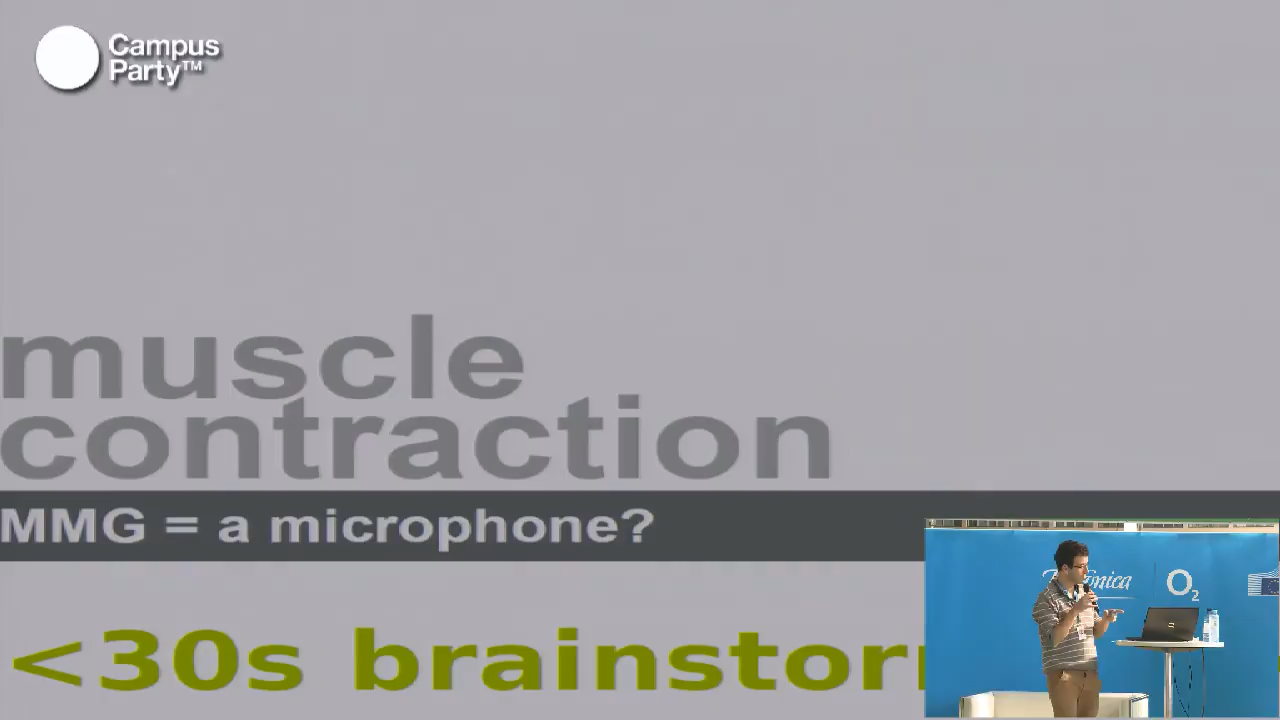 Campus
Party™
muscle
contraction
MMG = a microphone?
<30s brainstor
O2